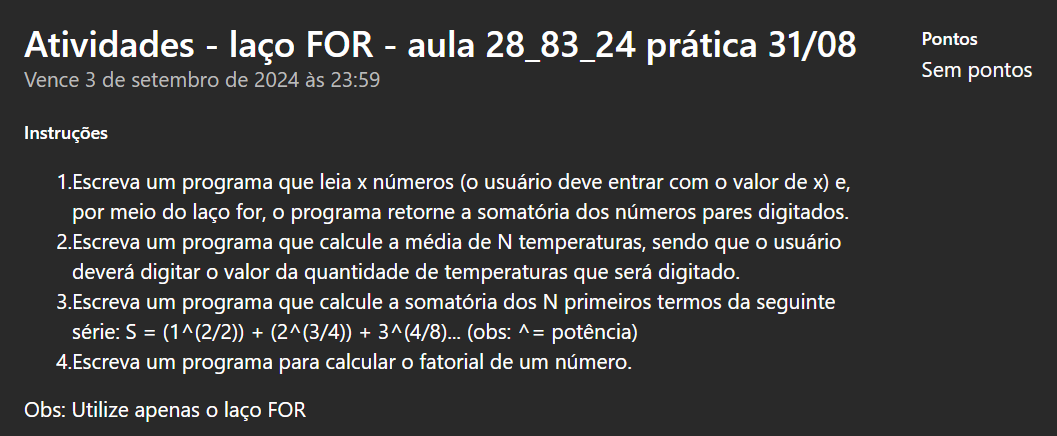 Atividades - laço FOR - aula 28_83_24 prática 31/08
Pontos
Vence 3 de setembro de 2024 às 23:59
Sem pontos
Instruções
1.Escreva um programa que leia x números (o usuário deve entrar com o valor de x) e,
por meio do laço for, o programa retorne a somatória dos números pares digitados.
2.Escreva um programa que calcule a média de N temperaturas, sendo que o usuário
deverá digitar o valor da quantidade de temperaturas que será digitado.
3.Escreva um programa que calcule a somatória dos N primeiros termos da seguinte
série: S = (1^(2/2)) + (2^(3/4)) + 3^(4/8)... (obs: ^= potência)
4.Escreva um programa para calcular o fatorial de um número.
Obs: Utilize apenas o laço FOR